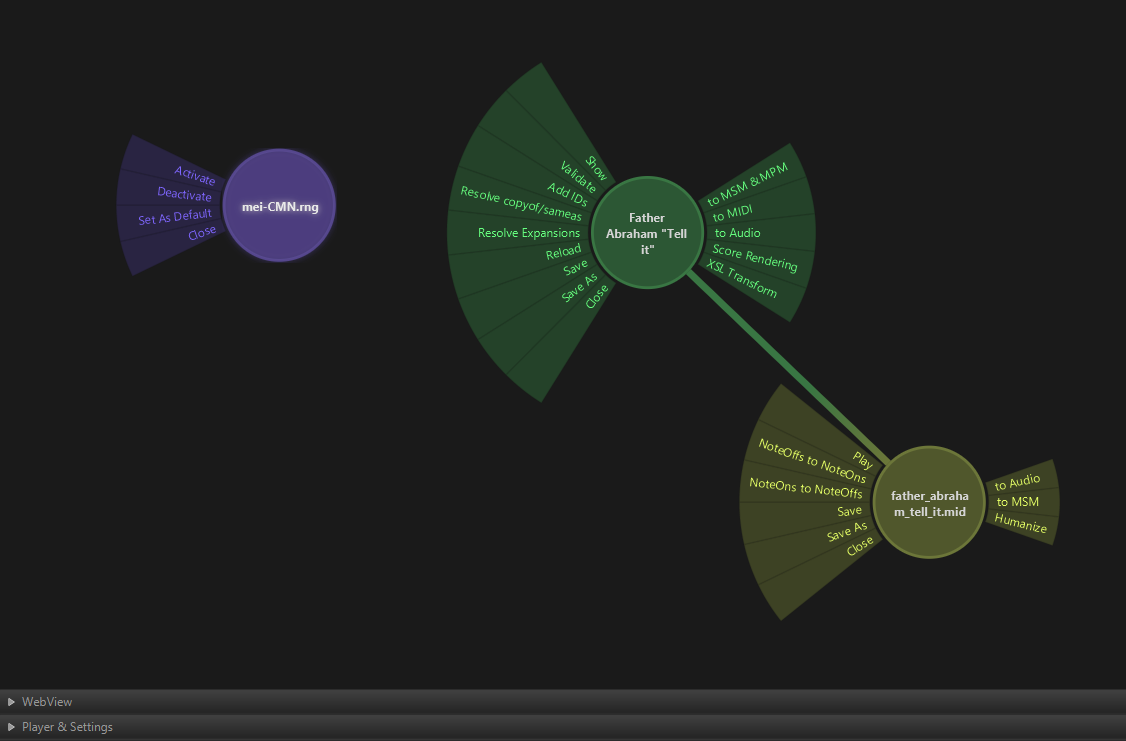 Activate
Deactivate
Set As Default
Close
mei-CMN.rng
Show
Validate
Add IDs
Resolve copyof/sameas
Resolve Expansions
Reload
Save
Save As
Close
Father
Abraham "Tell
it"
to MSM & MPM
to MIDI
to Audio
Score Rendering
XSL Transform
Play
NoteOffs to NoteOns
NoteOns to NoteOffs
Save
Save As
Close
father_abraha
m_tell_it.mid
to Audio
to MSM
Humanize
WebView
Player & Settings